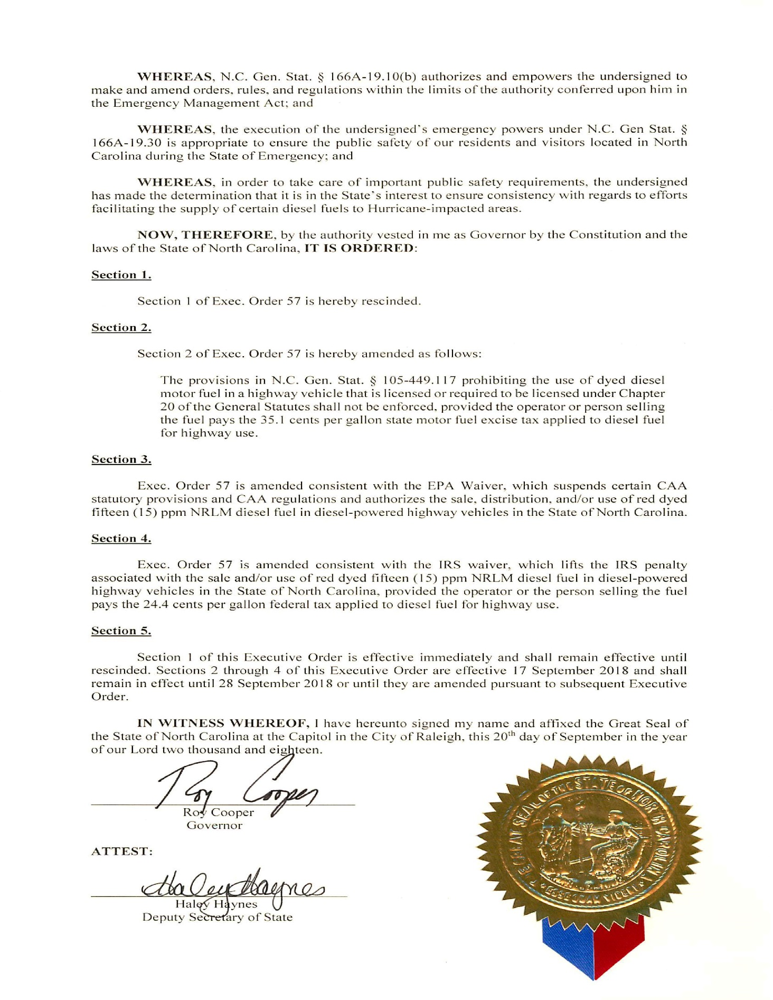 WHEREAS, N.C. Gen. Stat. § 166A-19.10(b) authorizes and empowers the undersigned to
make and amend orders, rules, and regulations within the limits of the authority conferred upon him in
the Emergency Management Act; and
WHEREAS, the execution of the undersigned's emergency powers under N.C. Gen Stat. §
166A-19.30 is appropriate to ensure the public safety of our residents and visitors located in North
Carolina during the State of Emergency; and
WHEREAS, in order to take care of important public safety requirements, the undersigned
has made the determination that it is in the State's interest to ensure consistency with regards to efforts
facilitating the supply of certain diesel fuels to Hurricane-impacted areas.
NOW, THEREFORE, by the authority vested in me as Governor by the Constitution and the
laws of the State of North Carolina, IT IS ORDERED:
Section 1.
Section 1 of Exec. Order 57 is hereby rescinded.
Section 2.
Section 2 of Exec. Order 57 is hereby amended as follows:
The provisions in N.C. Gen. Stat. § 105-449.117 prohibiting the use of dyed diesel
motor fuel in a highway vehicle that is licensed or required to be licensed under Chapter
20 of the General Statutes shall not be enforced, provided the operator or person selling
the fuel pays the 35.1 cents per gallon state motor fuel excise tax applied to diesel fuel
for highway use.
Section 3.
Exec. Order 57 is amended consistent with the EPA Waiver, which suspends certain CAA
statutory provisions and CAA regulations and authorizes the sale, distribution, and/or use of red dyed
fifteen (15) ppm NRLM diesel fuel in diesel-powered highway vehicles in the State of North Carolina.
Section 4.
Exec. Order 57 is amended consistent with the IRS waiver, which lifts the IRS penalty
associated with the sale and/or use of red dyed fifteen (15) ppm NRLM diesel fuel in diesel-powered
highway vehicles in the State of North Carolina, provided the operator or the person selling the fuel
pays the 24.4 cents per gallon federal tax applied to diesel fuel for highway use.
Section 5.
Section 1 of this Executive Order is effective immediately and shall remain effective until
rescinded. Sections 2 through 4 of this Executive Order are effective 17 September 2018 and shall
remain in effect until 28 September 2018 or until they are amended pursuant to subsequent Executive
Order.
IN WITNESS WHEREOF, I have hereunto signed my name and affixed the Great Seal of
the State of North Carolina at the Capitol in the City of Raleigh, this 20th day of September in the year
of our Lord two thousand and eighteen.
Roy Cooper
Roy Cooper
Governor
ATTEST:
Haley Haynes
Haley Haynes
Deputy Secretary of State
THE GREAT SEAL OF THE STATE OF NORTH CAROLINA
ESSE QUAM VIDERI